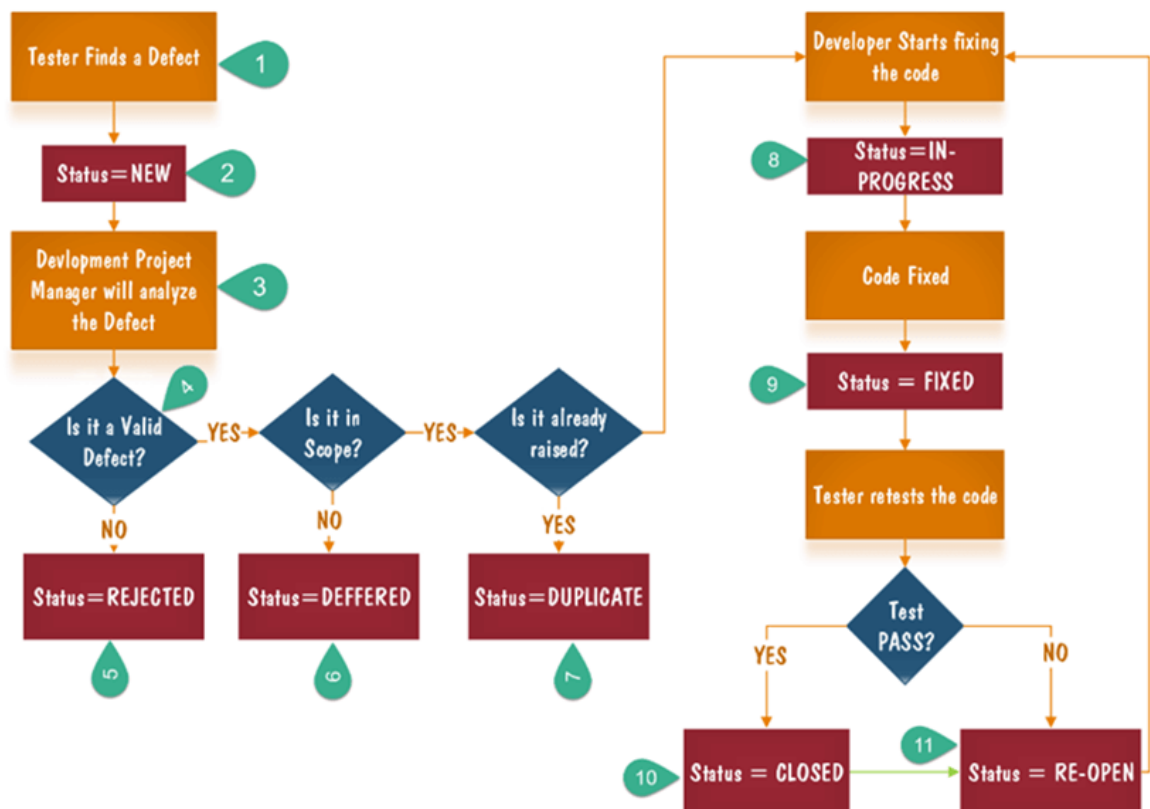 Tester Finds a Defect
1
Status=NEW
2
Devlopment Project
Manager will analyze
the Defect
3
4
Is it a Valid
Defect?
YES
Is it in
Scope?
YES
Is it already
raised?
NO
NO
YES
Status=REJECTED
Status=DEFFERED
Status=DUPLICATE
5
6
7
Developer Starts fixing
the code
8
Status=IN-
PROGRESS
Code Fixed
9
Status = FIXED
Tester retests the code
Test
PASS?
YES
NO
10
Status = CLOSED
11
Status = RE-OPEN